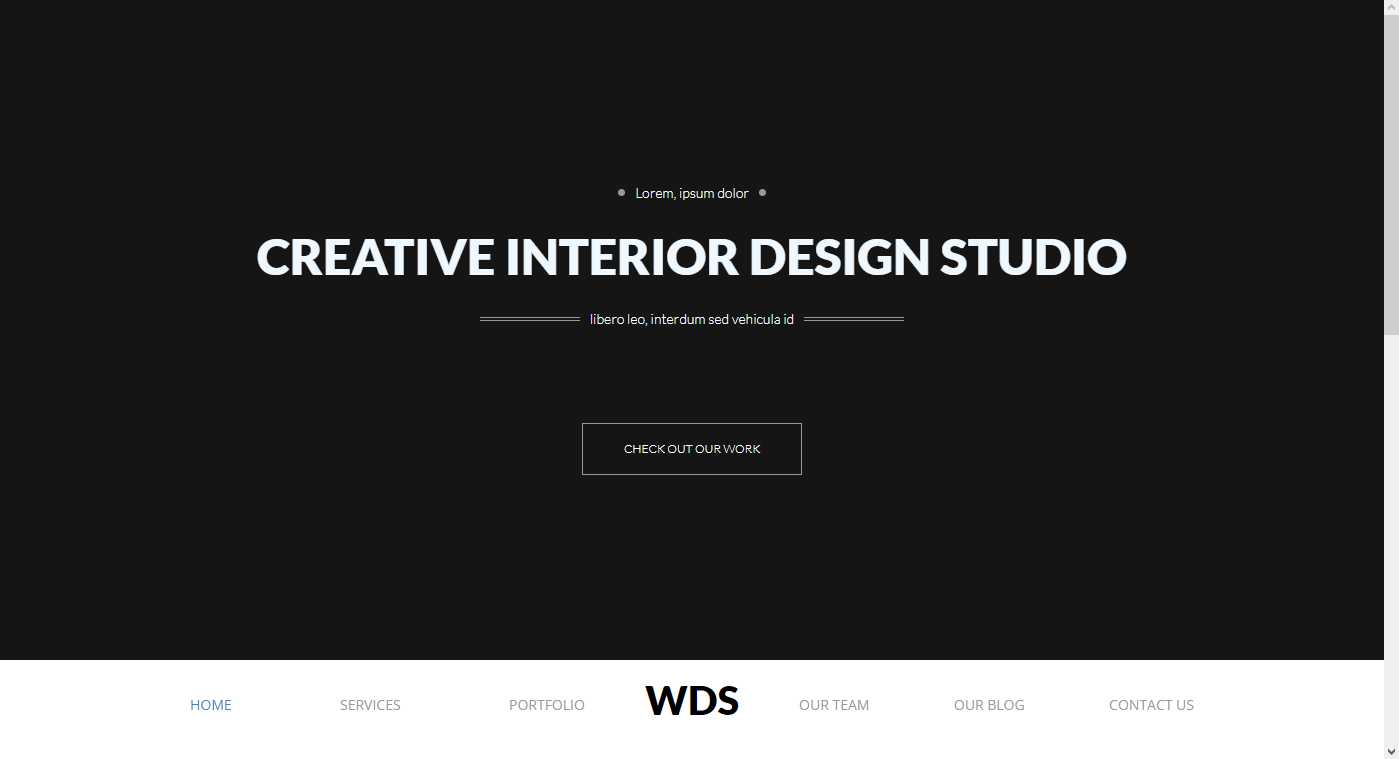 Lorem, ipsum dolor
CREATIVE INTERIOR DESIGN STUDIO
libero leo, interdum sed vehicula id
CHECK OUT OUR WORK
HOME SERVICES PORTFOLIO WDS OUR TEAM OUR BLOG CONTACT US